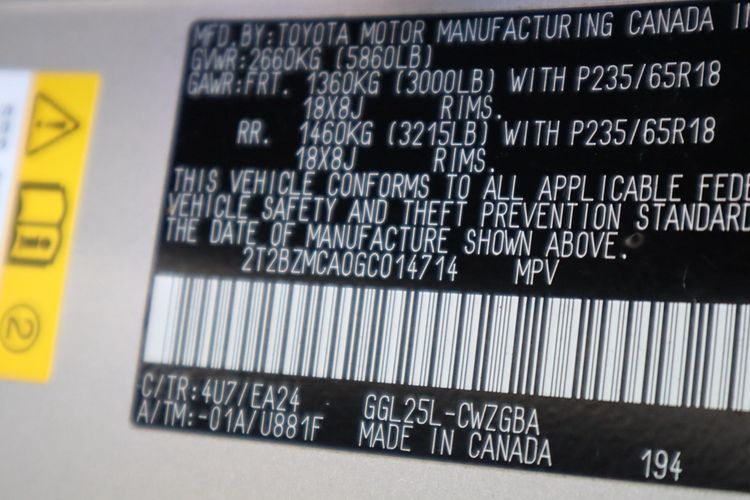 MFD BY:TOYOTA MOTOR MANUFACTURING CANADA
GVWR:2660KG (5860LB)
GAWR:FRT. 1360KG (3000LB) WITH P235/65R18
18X8J RIMS.
RR. 1460KG (3215LB) WITH P235/65R18
18X8J RIMS.
THIS VEHICLE CONFORMS TO ALL APPLICABLE FEDE
VEHICLE SAFETY AND THEFT PREVENTION STANDARD
THE DATE OF MANUFACTURE SHOWN ABOVE.
2T2BZMCA0GC014714 MPV
C/TR:4U7/EA24
A/TM:-01A/U881F
GGL25L-CWZGBA
MADE IN CANADA
194
2